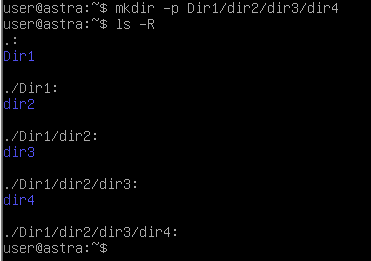 user@astra:~$ mkdir -p Dir1/dir2/dir3/dir4
user@astra:~$ ls -R
.:
Dir1
./Dir1:
dir2
./Dir1/dir2:
dir3
./Dir1/dir2/dir3:
dir4
./Dir1/dir2/dir3/dir4:
user@astra:~$